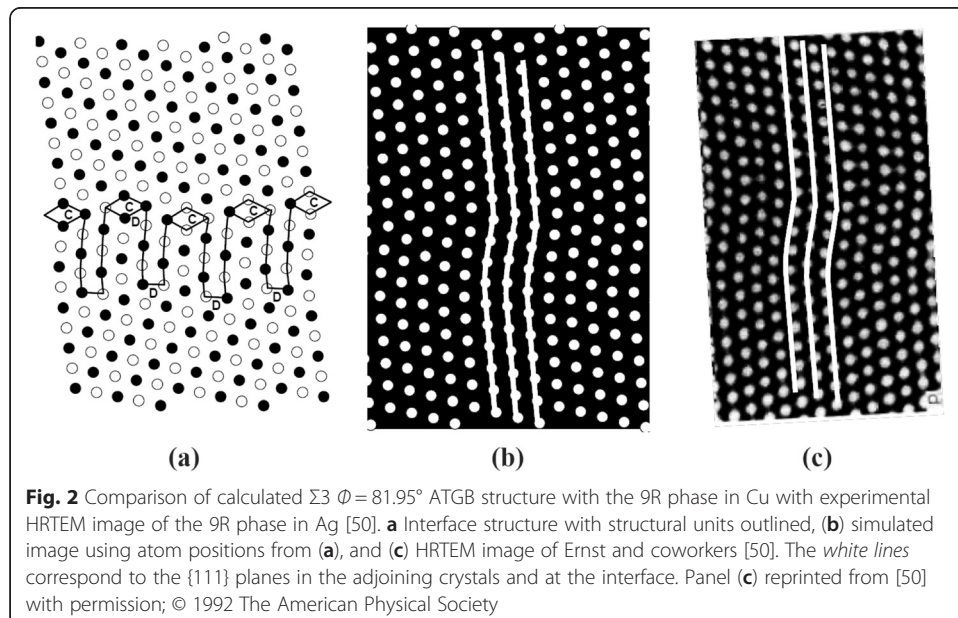 C C C C C
D D D D
(a) (b) (c)
Fig. 2 Comparison of calculated Σ3 Φ = 81.95° ATGB structure with the 9R phase in Cu with experimental
HRTEM image of the 9R phase in Ag [50]. a Interface structure with structural units outlined, (b) simulated
image using atom positions from (a), and (c) HRTEM image of Ernst and coworkers [50]. The white lines
correspond to the {111} planes in the adjoining crystals and at the interface. Panel (c) reprinted from [50]
with permission; © 1992 The American Physical Society